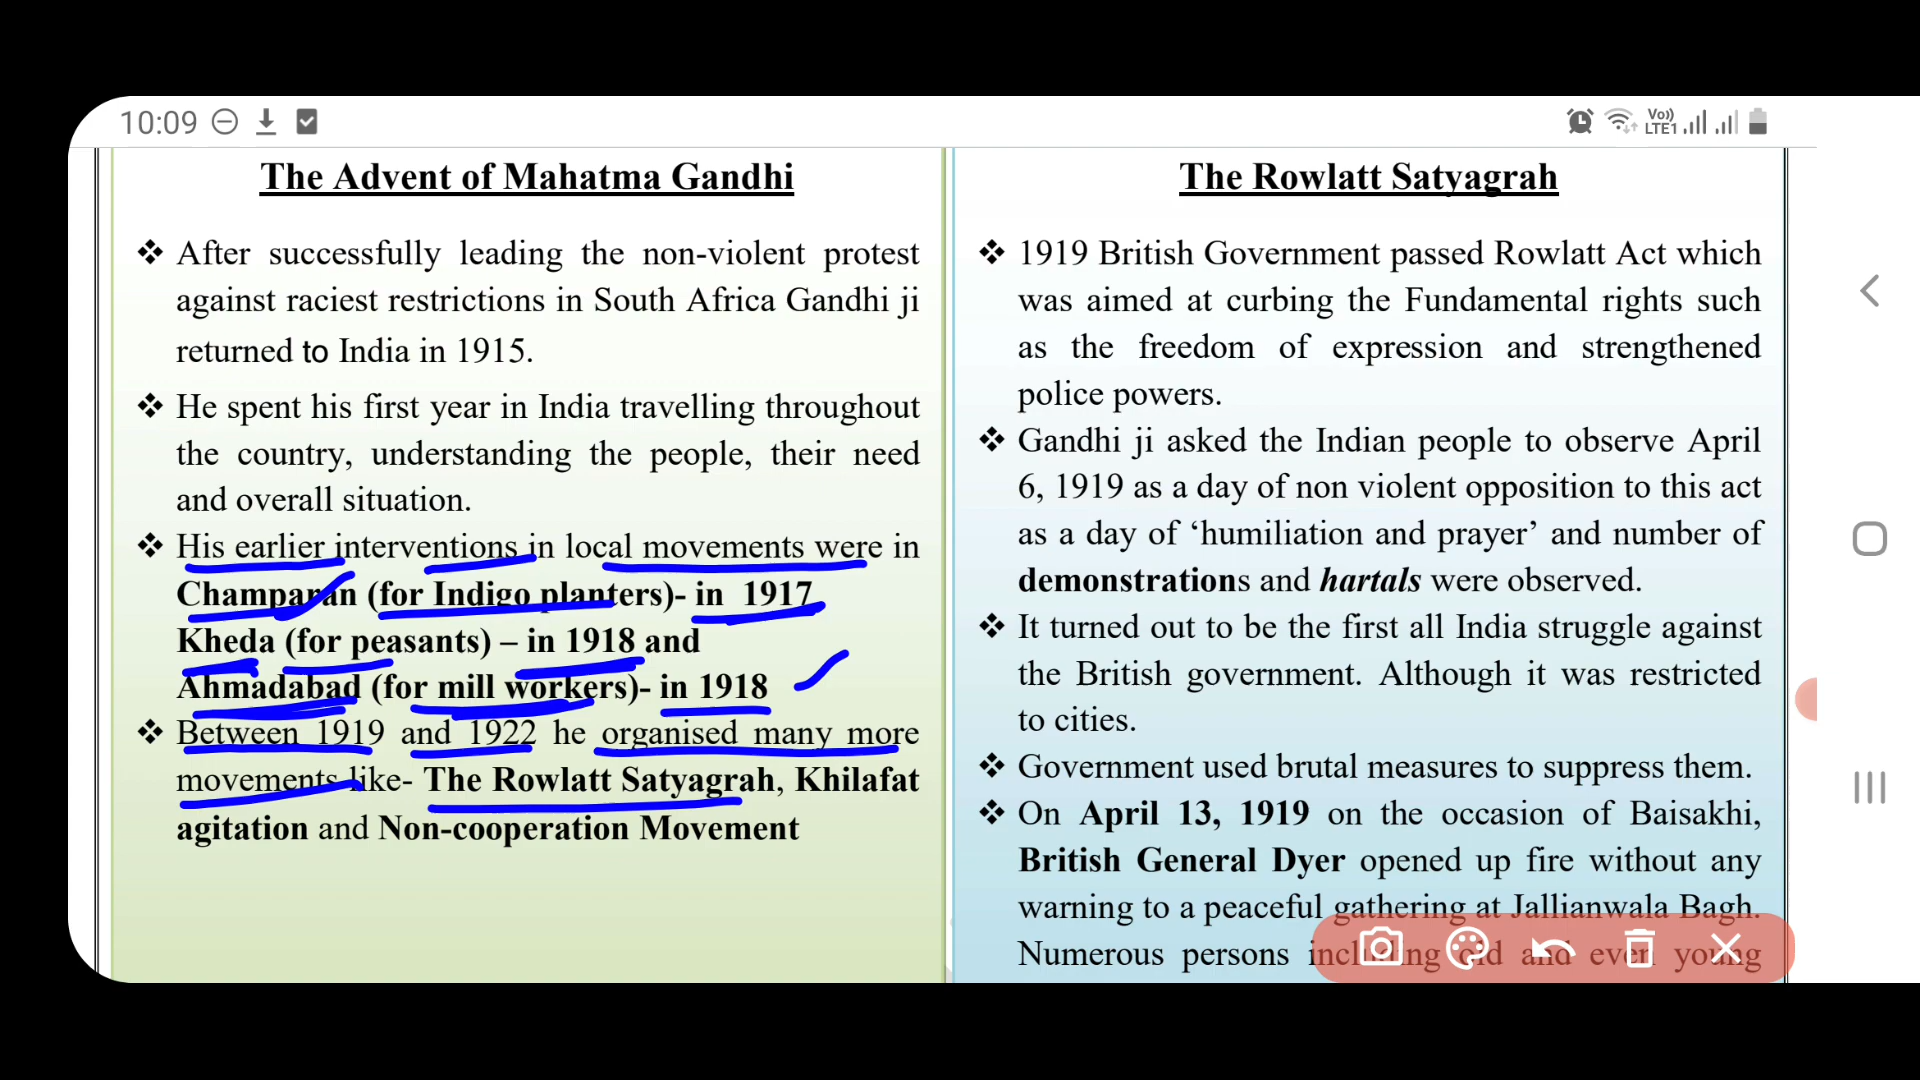 10:09
Vo)) LTE1
The Advent of Mahatma Gandhi
❖ After successfully leading the non-violent protest
against raciest restrictions in South Africa Gandhi ji
returned to India in 1915.
❖ He spent his first year in India travelling throughout
the country, understanding the people, their need
and overall situation.
❖ His earlier interventions in local movements were in
Champaran (for Indigo planters)- in 1917
Kheda (for peasants) – in 1918 and
Ahmadabad (for mill workers)- in 1918
❖ Between 1919 and 1922 he organised many more
movements like- The Rowlatt Satyagrah, Khilafat
agitation and Non-cooperation Movement
The Rowlatt Satyagrah
❖ 1919 British Government passed Rowlatt Act which
was aimed at curbing the Fundamental rights such
as the freedom of expression and strengthened
police powers.
❖ Gandhi ji asked the Indian people to observe April
6, 1919 as a day of non violent opposition to this act
as a day of ‘humiliation and prayer’ and number of
demonstrations and hartals were observed.
❖ It turned out to be the first all India struggle against
the British government. Although it was restricted
to cities.
❖ Government used brutal measures to suppress them.
❖ On April 13, 1919 on the occasion of Baisakhi,
British General Dyer opened up fire without any
warning to a peaceful gathering at Jallianwala Bagh.
Numerous persons including old and even young